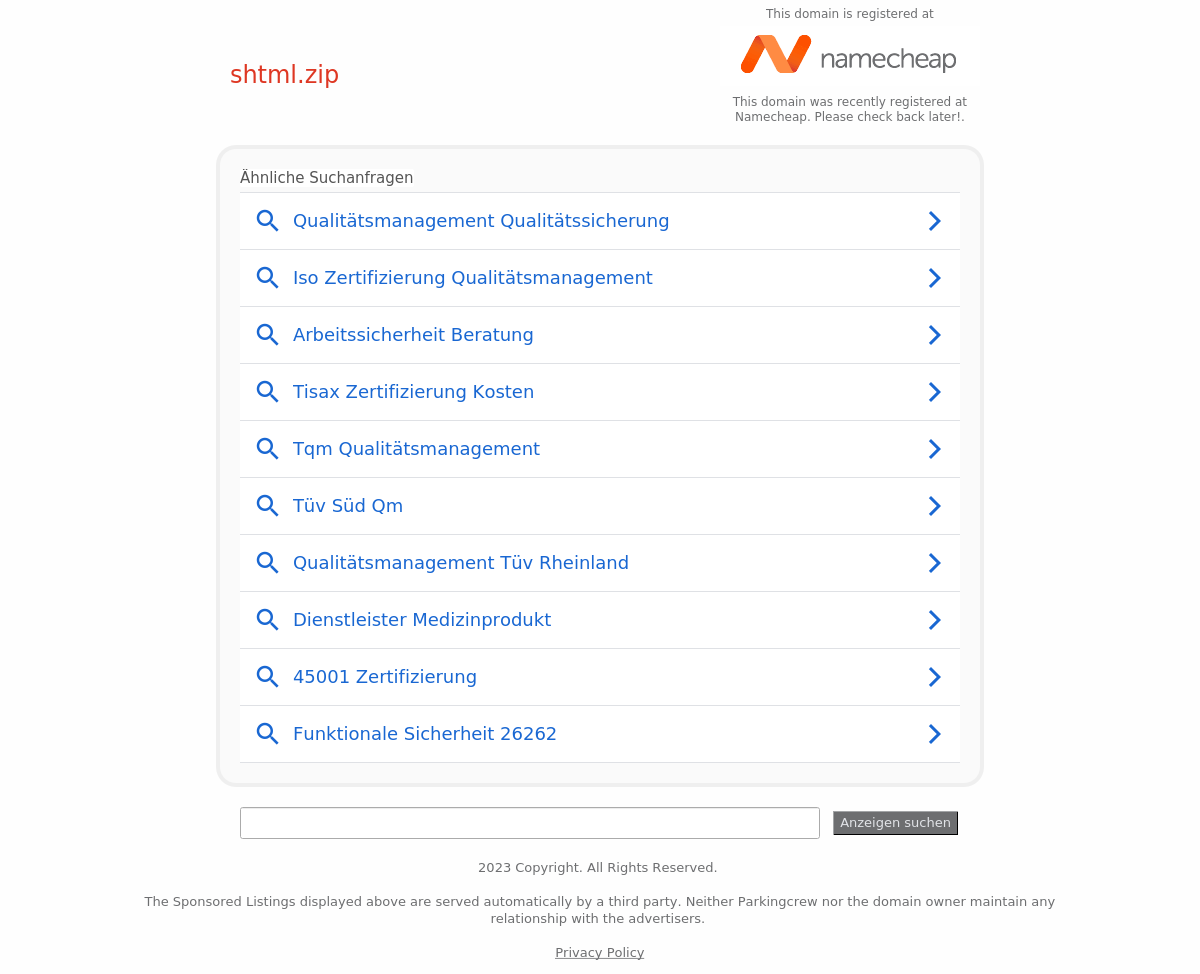 This domain is registered at
namecheap
shtml.zip
This domain was recently registered at
Namecheap. Please check back later!.
Ähnliche Suchanfragen
Qualitätsmanagement Qualitätssicherung
Iso Zertifizierung Qualitätsmanagement
Arbeitssicherheit Beratung
Tisax Zertifizierung Kosten
Tqm Qualitätsmanagement
Tüv Süd Qm
Qualitätsmanagement Tüv Rheinland
Dienstleister Medizinprodukt
45001 Zertifizierung
Funktionale Sicherheit 26262
Anzeigen suchen
2023 Copyright. All Rights Reserved.
The Sponsored Listings displayed above are served automatically by a third party. Neither Parkingcrew nor the domain owner maintain any
relationship with the advertisers.
Privacy Policy